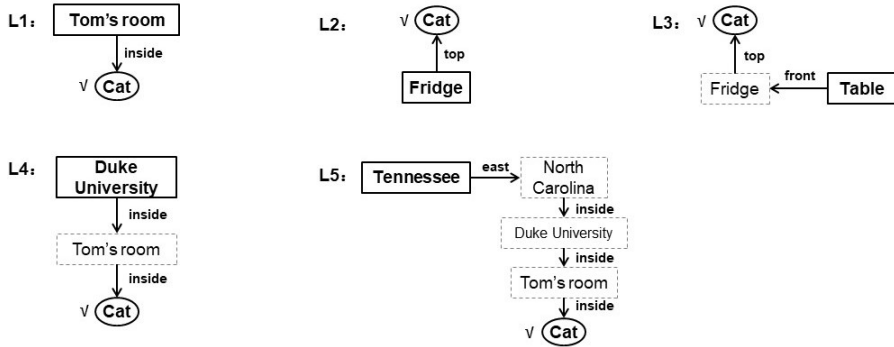 L1： Tom's room
inside
√ Cat
L2： √ Cat
top
Fridge
L3： √ Cat
top
Fridge front Table
L4： Duke
University
inside
Tom's room
inside
√ Cat
L5： Tennessee east North
Carolina
inside
Duke University
inside
Tom's room
inside
√ Cat